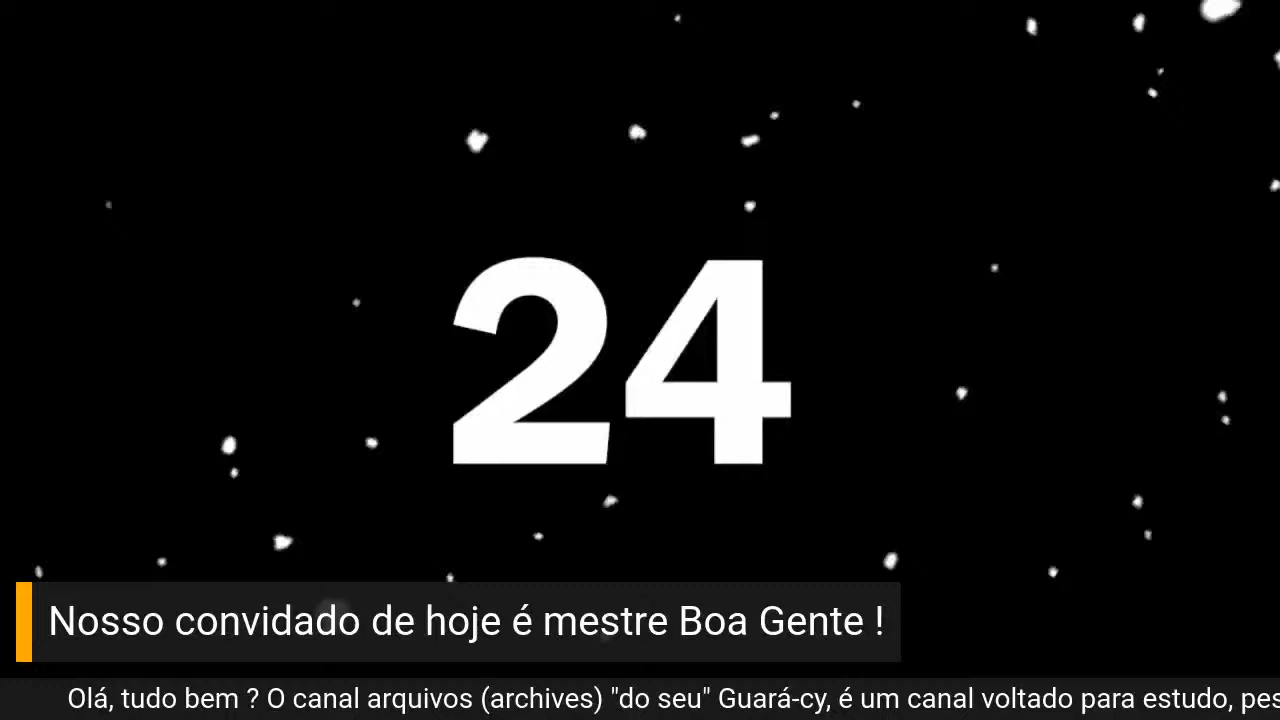 24
Nosso convidado de hoje é mestre Boa Gente !
Olá, tudo bem ? O canal arquivos (archives) "do seu" Guará-cy, é um canal voltado para estudo,